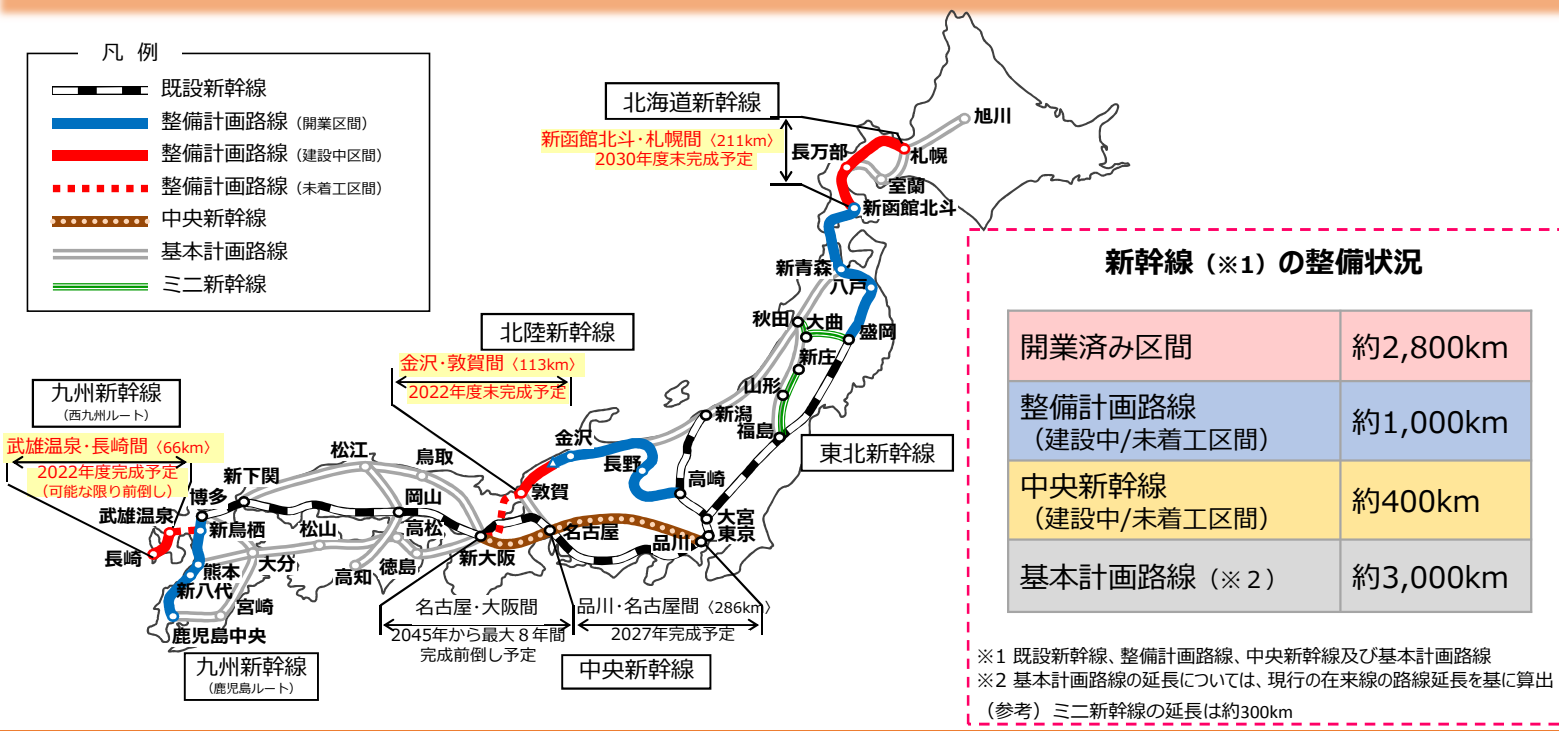 凡 例
既設新幹線
整備計画路線（開業区間）
整備計画路線（建設中区間）
整備計画路線（未着工区間）
中央新幹線
基本計画路線
ミニ新幹線
北海道新幹線
新函館北斗・札幌間〈211km〉
2030年度末完成予定
旭川
長万部
札幌
室蘭
新函館北斗
新青森
八戸
秋田
大曲
盛岡
新庄
山形
新潟
福島
東北新幹線
北陸新幹線
金沢・敦賀間〈113km〉
2022年度末完成予定
金沢
長野
高崎
敦賀
大宮
東京
品川
名古屋
新大阪
九州新幹線
（西九州ルート）
武雄温泉・長崎間〈66km〉
2022年度完成予定
（可能な限り前倒し）
松江
鳥取
新下関
博多
岡山
武雄温泉
新鳥栖
松山
高松
長崎
熊本
大分
高知
徳島
新八代
宮崎
鹿児島中央
九州新幹線
（鹿児島ルート）
名古屋・大阪間
2045年から最大８年間
完成前倒し予定
品川・名古屋間〈286km〉
2027年完成予定
中央新幹線
新幹線（※1）の整備状況
開業済み区間 約2,800km
整備計画路線
（建設中/未着工区間） 約1,000km
中央新幹線
（建設中/未着工区間） 約400km
基本計画路線（※２） 約3,000km
※1 既設新幹線、整備計画路線、中央新幹線及び基本計画路線
※2 基本計画路線の延長については、現行の在来線の路線延長を基に算出
（参考）ミニ新幹線の延長は約300km